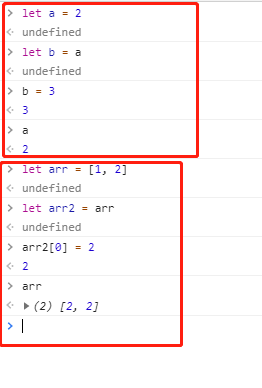 let a = 2
undefined
let b = a
undefined
b = 3
3
a
2
let arr = [1, 2]
undefined
let arr2 = arr
undefined
arr2[0] = 2
2
arr
(2) [2, 2]